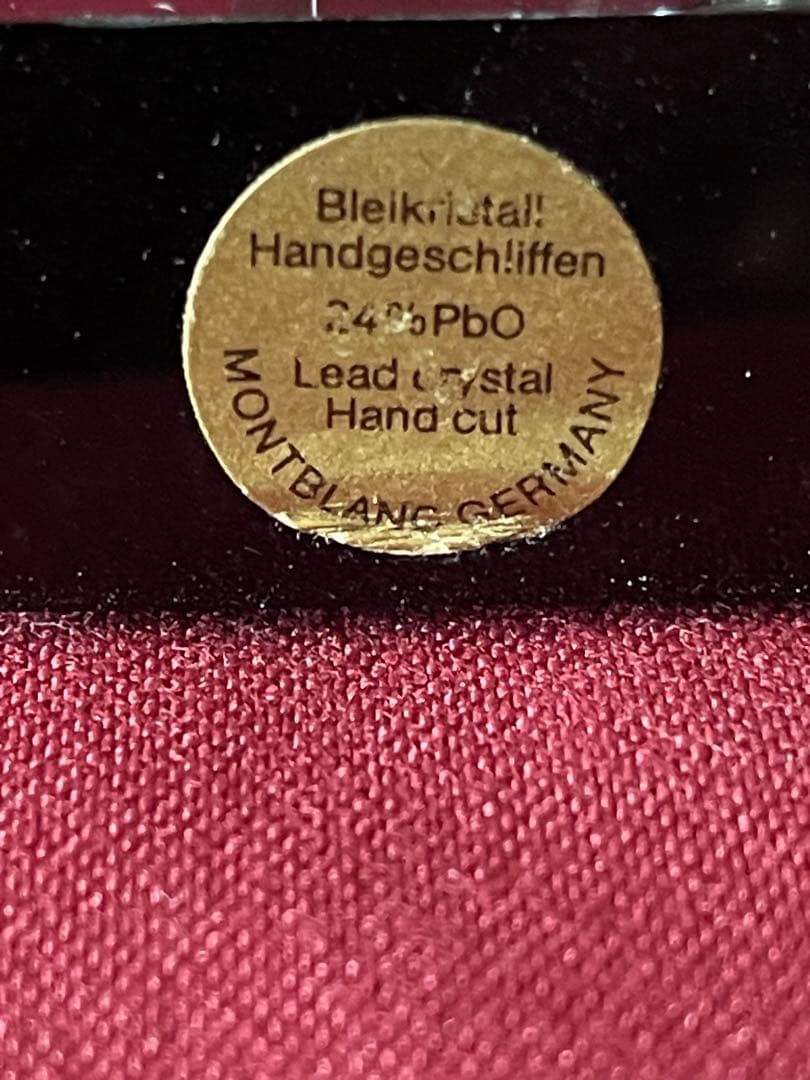 Bleikristall
Handgeschliffen
24% PbO
Lead crystal
Hand cut
MONTBLANC GERMANY